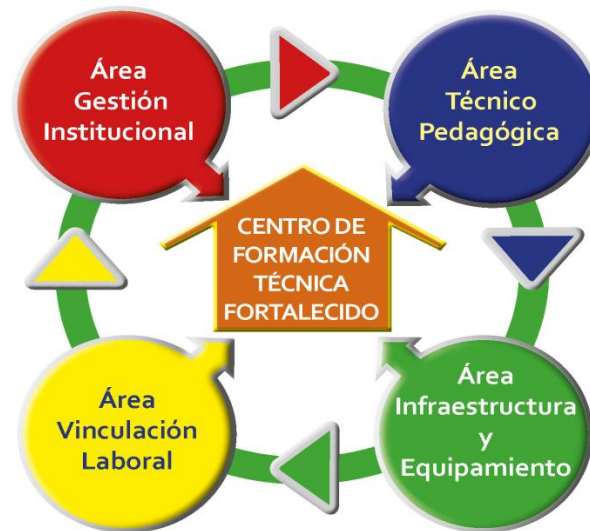 Área
Gestión
Institucional
Área
Técnico
Pedagógica
CENTRO DE
FORMACIÓN
TÉCNICA
FORTALECIDO
Área
Vinculación
Laboral
Área
Infraestructura
y
Equipamiento